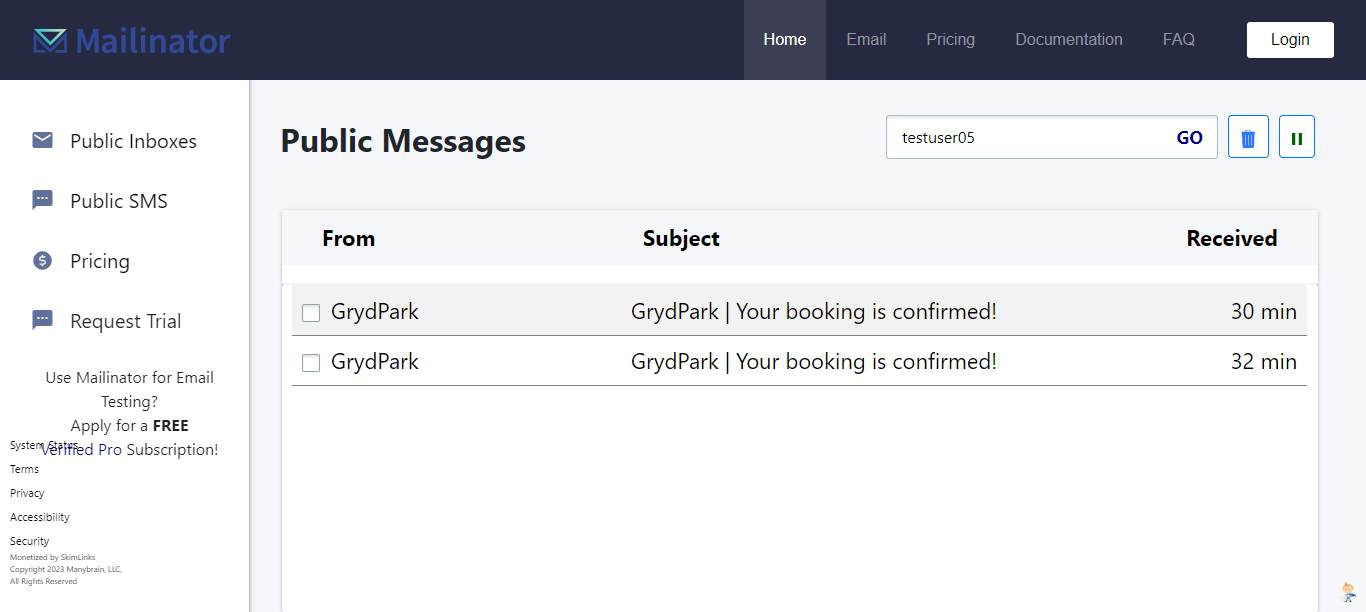 Mailinator
Home
Email
Pricing
Documentation
FAQ
Login
Public Inboxes
Public SMS
Pricing
Request Trial
Use Mailinator for Email
Testing?
Apply for a FREE
Verified Pro Subscription!
System Status
Terms
Privacy
Accessibility
Security
Monetized by SkimLinks
Copyright 2023 Manybrain, LLC,
All Rights Reserved
Public Messages
testuser05
GO
From Subject Received
GrydPark GrydPark | Your booking is confirmed! 30 min
GrydPark GrydPark | Your booking is confirmed! 32 min